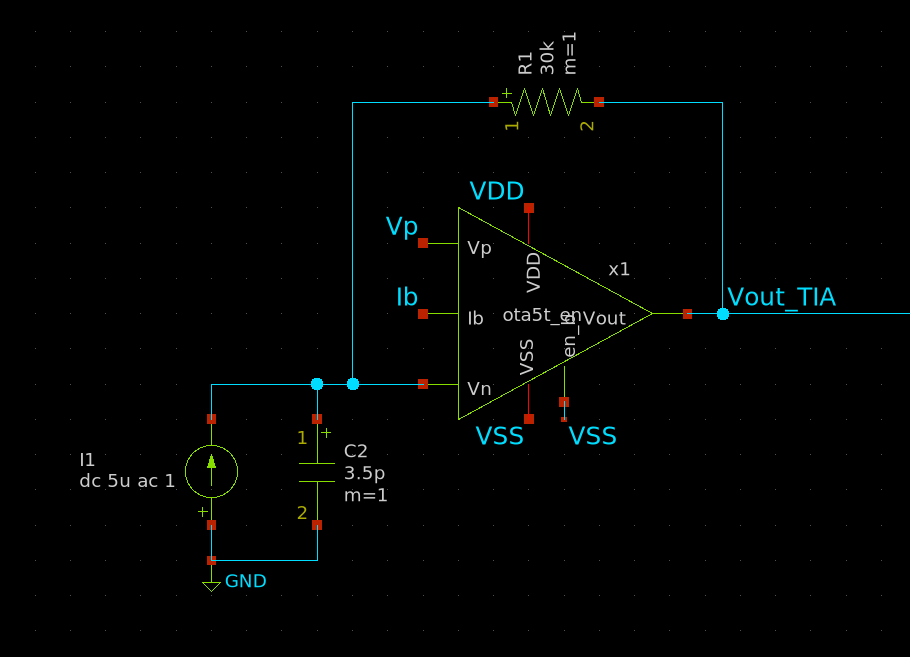 R1
30k
m=1
+
1
2
VDD
Vp
Vp
VDD
x1
Ib
Ib
ota5t_en
Vout
Vout_TIA
en_b
VSS
Vn
VSS
VSS
I1
dc 5u ac 1
+
1
+
C2
3.5p
m=1
2
GND